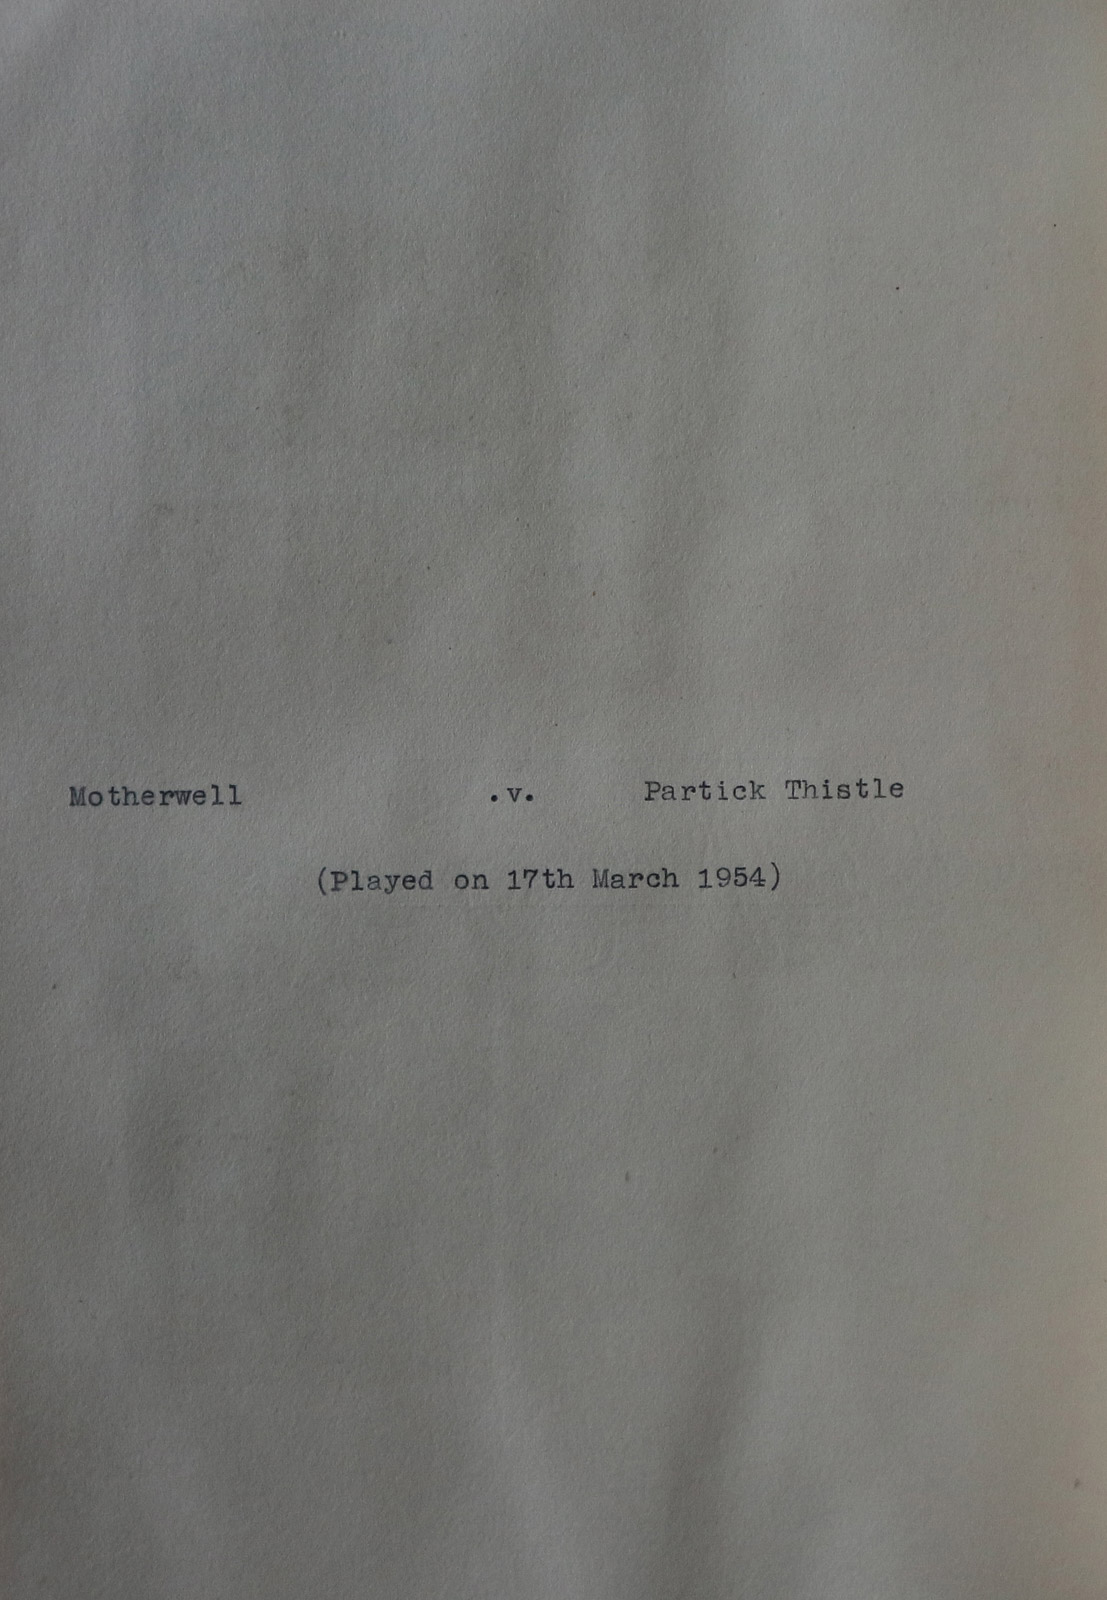 Motherwell .v. Partick Thistle
(Played on 17th March 1954)